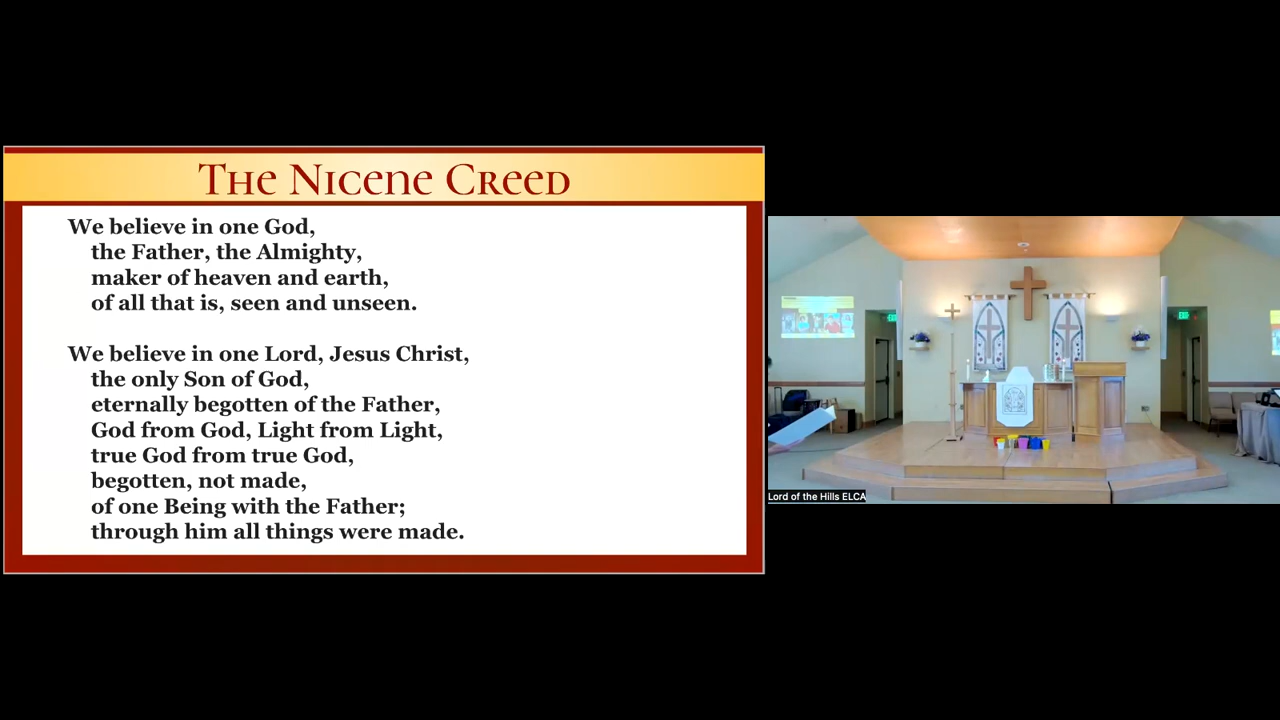 The Nicene Creed
We believe in one God,
the Father, the Almighty,
maker of heaven and earth,
of all that is, seen and unseen.
We believe in one Lord, Jesus Christ,
the only Son of God,
eternally begotten of the Father,
God from God, Light from Light,
true God from true God,
begotten, not made,
of one Being with the Father;
through him all things were made.
EXIT
EXIT
Lord of the Hills ELCA